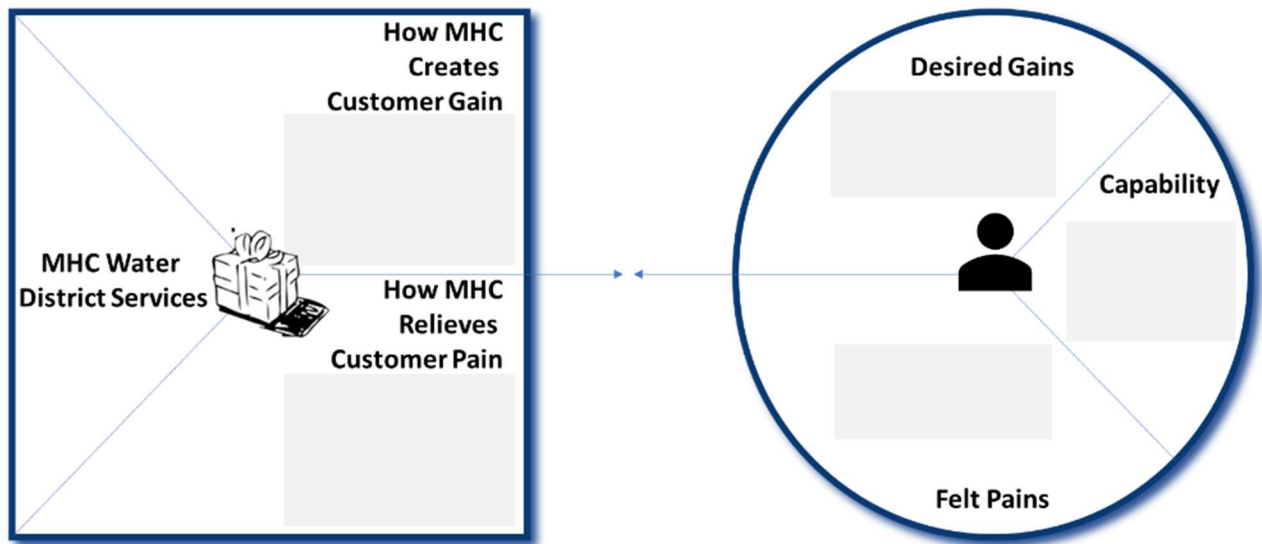 How MHC
Creates
Customer Gain
MHC Water
District Services
How MHC
Relieves
Customer Pain
Desired Gains
Capability
Felt Pains